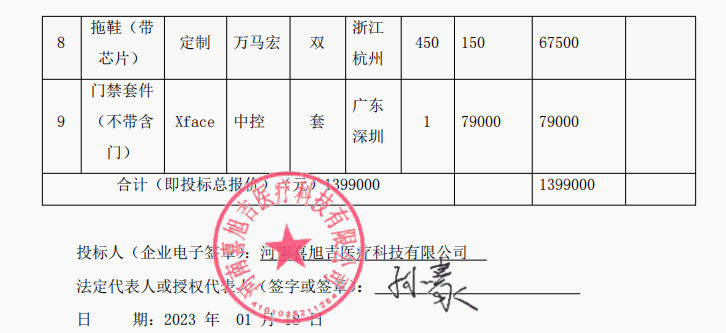 8 拖鞋（带芯片） 定制 万马宏 双 浙江杭州 450 150 67500
9 门禁套件（不带含门） Xface 中控 套 广东深圳 1 79000 79000
合计（即投标总报价）（元）1399000 1399000
投标人（企业电子签章）：河南嘉旭吉医疗科技有限公司
河南嘉旭吉医疗科技有限公司
法定代表人或授权代表人（签字或签章）：
日 期：2023 年 01 月 18 日